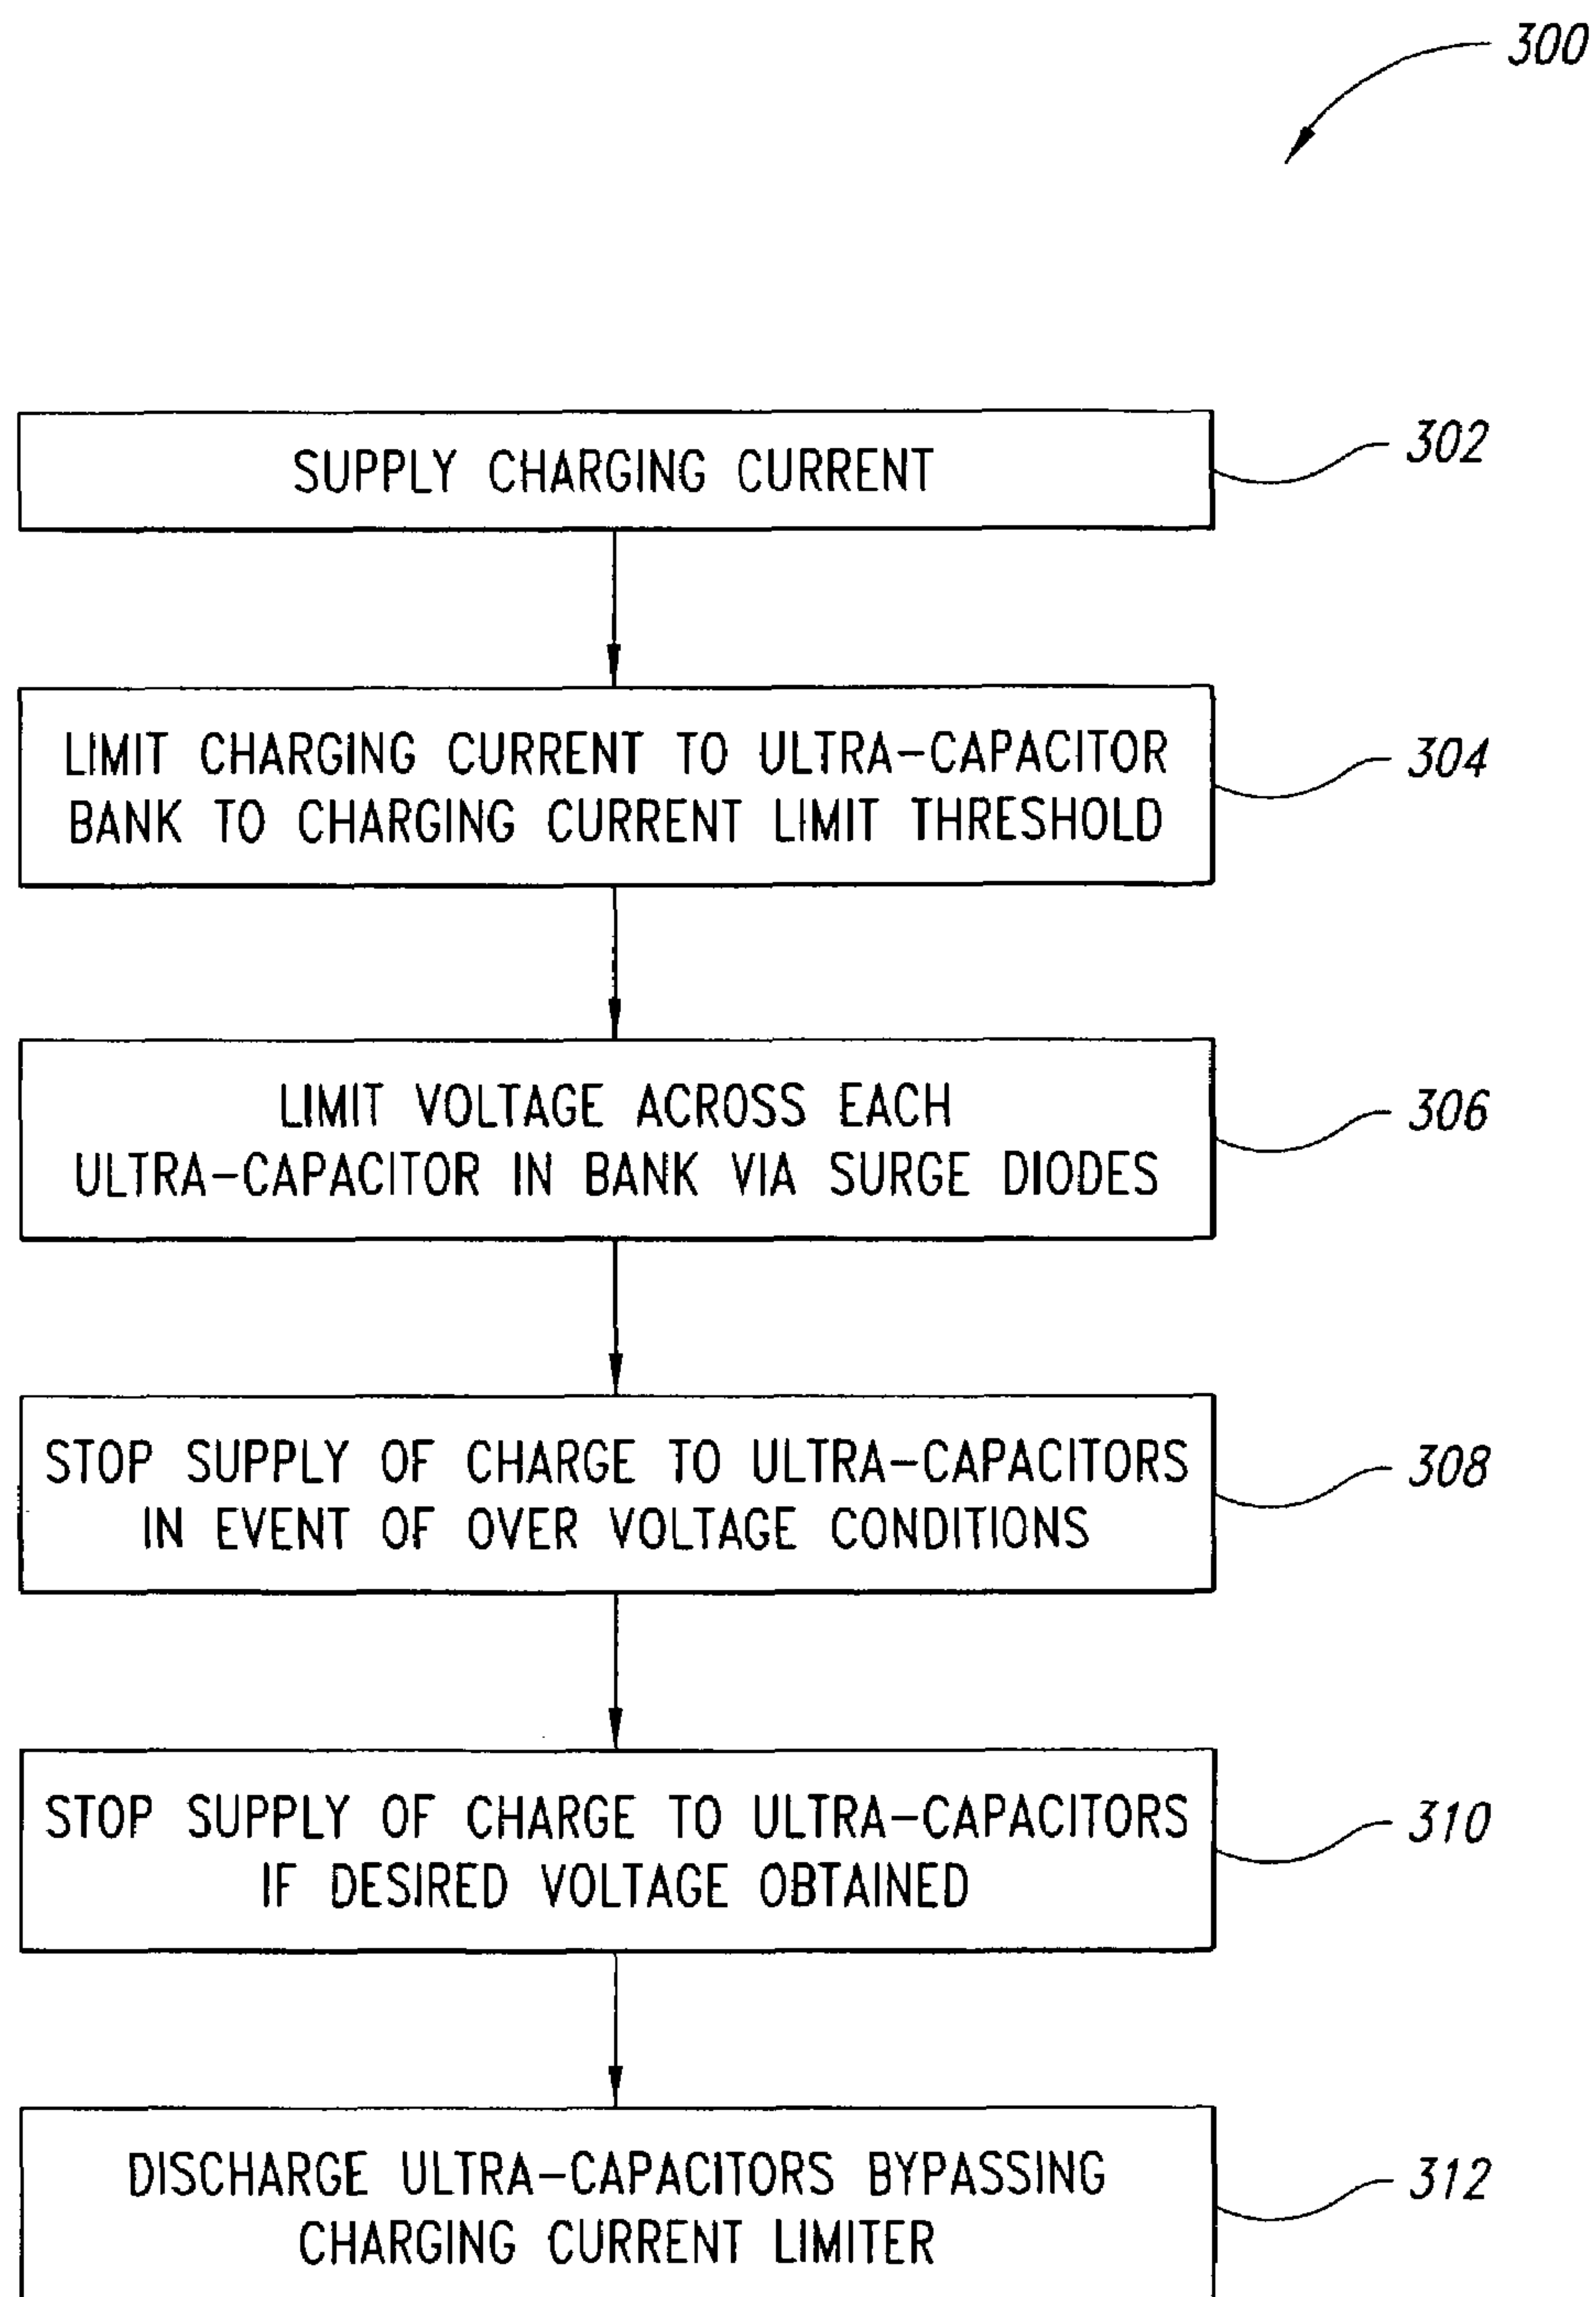 300
SUPPLY CHARGING CURRENT
302
LIMIT CHARGING CURRENT TO ULTRA-CAPACITOR
BANK TO CHARGING CURRENT LIMIT THRESHOLD
304
LIMIT VOLTAGE ACROSS EACH
ULTRA-CAPACITOR IN BANK VIA SURGE DIODES
306
STOP SUPPLY OF CHARGE TO ULTRA-CAPACITORS
IN EVENT OF OVER VOLTAGE CONDITIONS
308
STOP SUPPLY OF CHARGE TO ULTRA-CAPACITORS
IF DESIRED VOLTAGE OBTAINED
310
DISCHARGE ULTRA-CAPACITORS BYPASSING
CHARGING CURRENT LIMITER
312